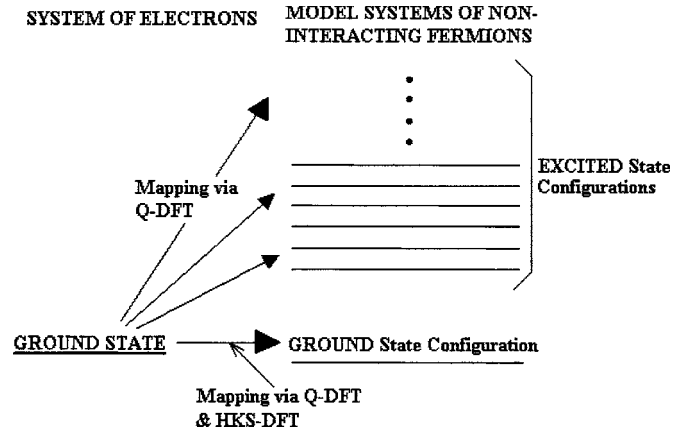 SYSTEM OF ELECTRONS
MODEL SYSTEMS OF NON-
INTERACTING FERMIONS
EXCITED State
Configurations
Mapping via
Q-DFT
GROUND STATE
GROUND State Configuration
Mapping via Q-DFT
& HKS-DFT